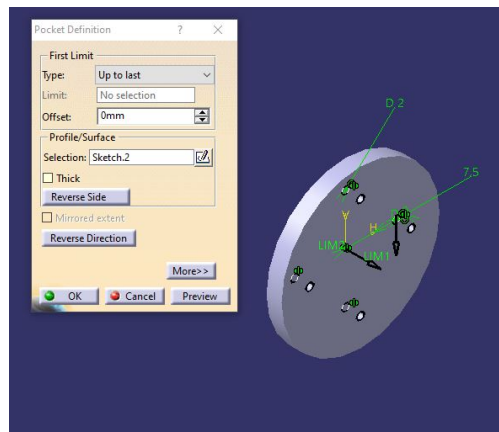 Pocket Definition ? ×
First Limit
Type: Up to last
Limit: No selection
Offset: 0mm
Profile/Surface
Selection: Sketch.2
Thick
Reverse Side
Mirrored extent
Reverse Direction
More>>
OK Cancel Preview
D 2
7.5
Y
H
LIM2
LIM1